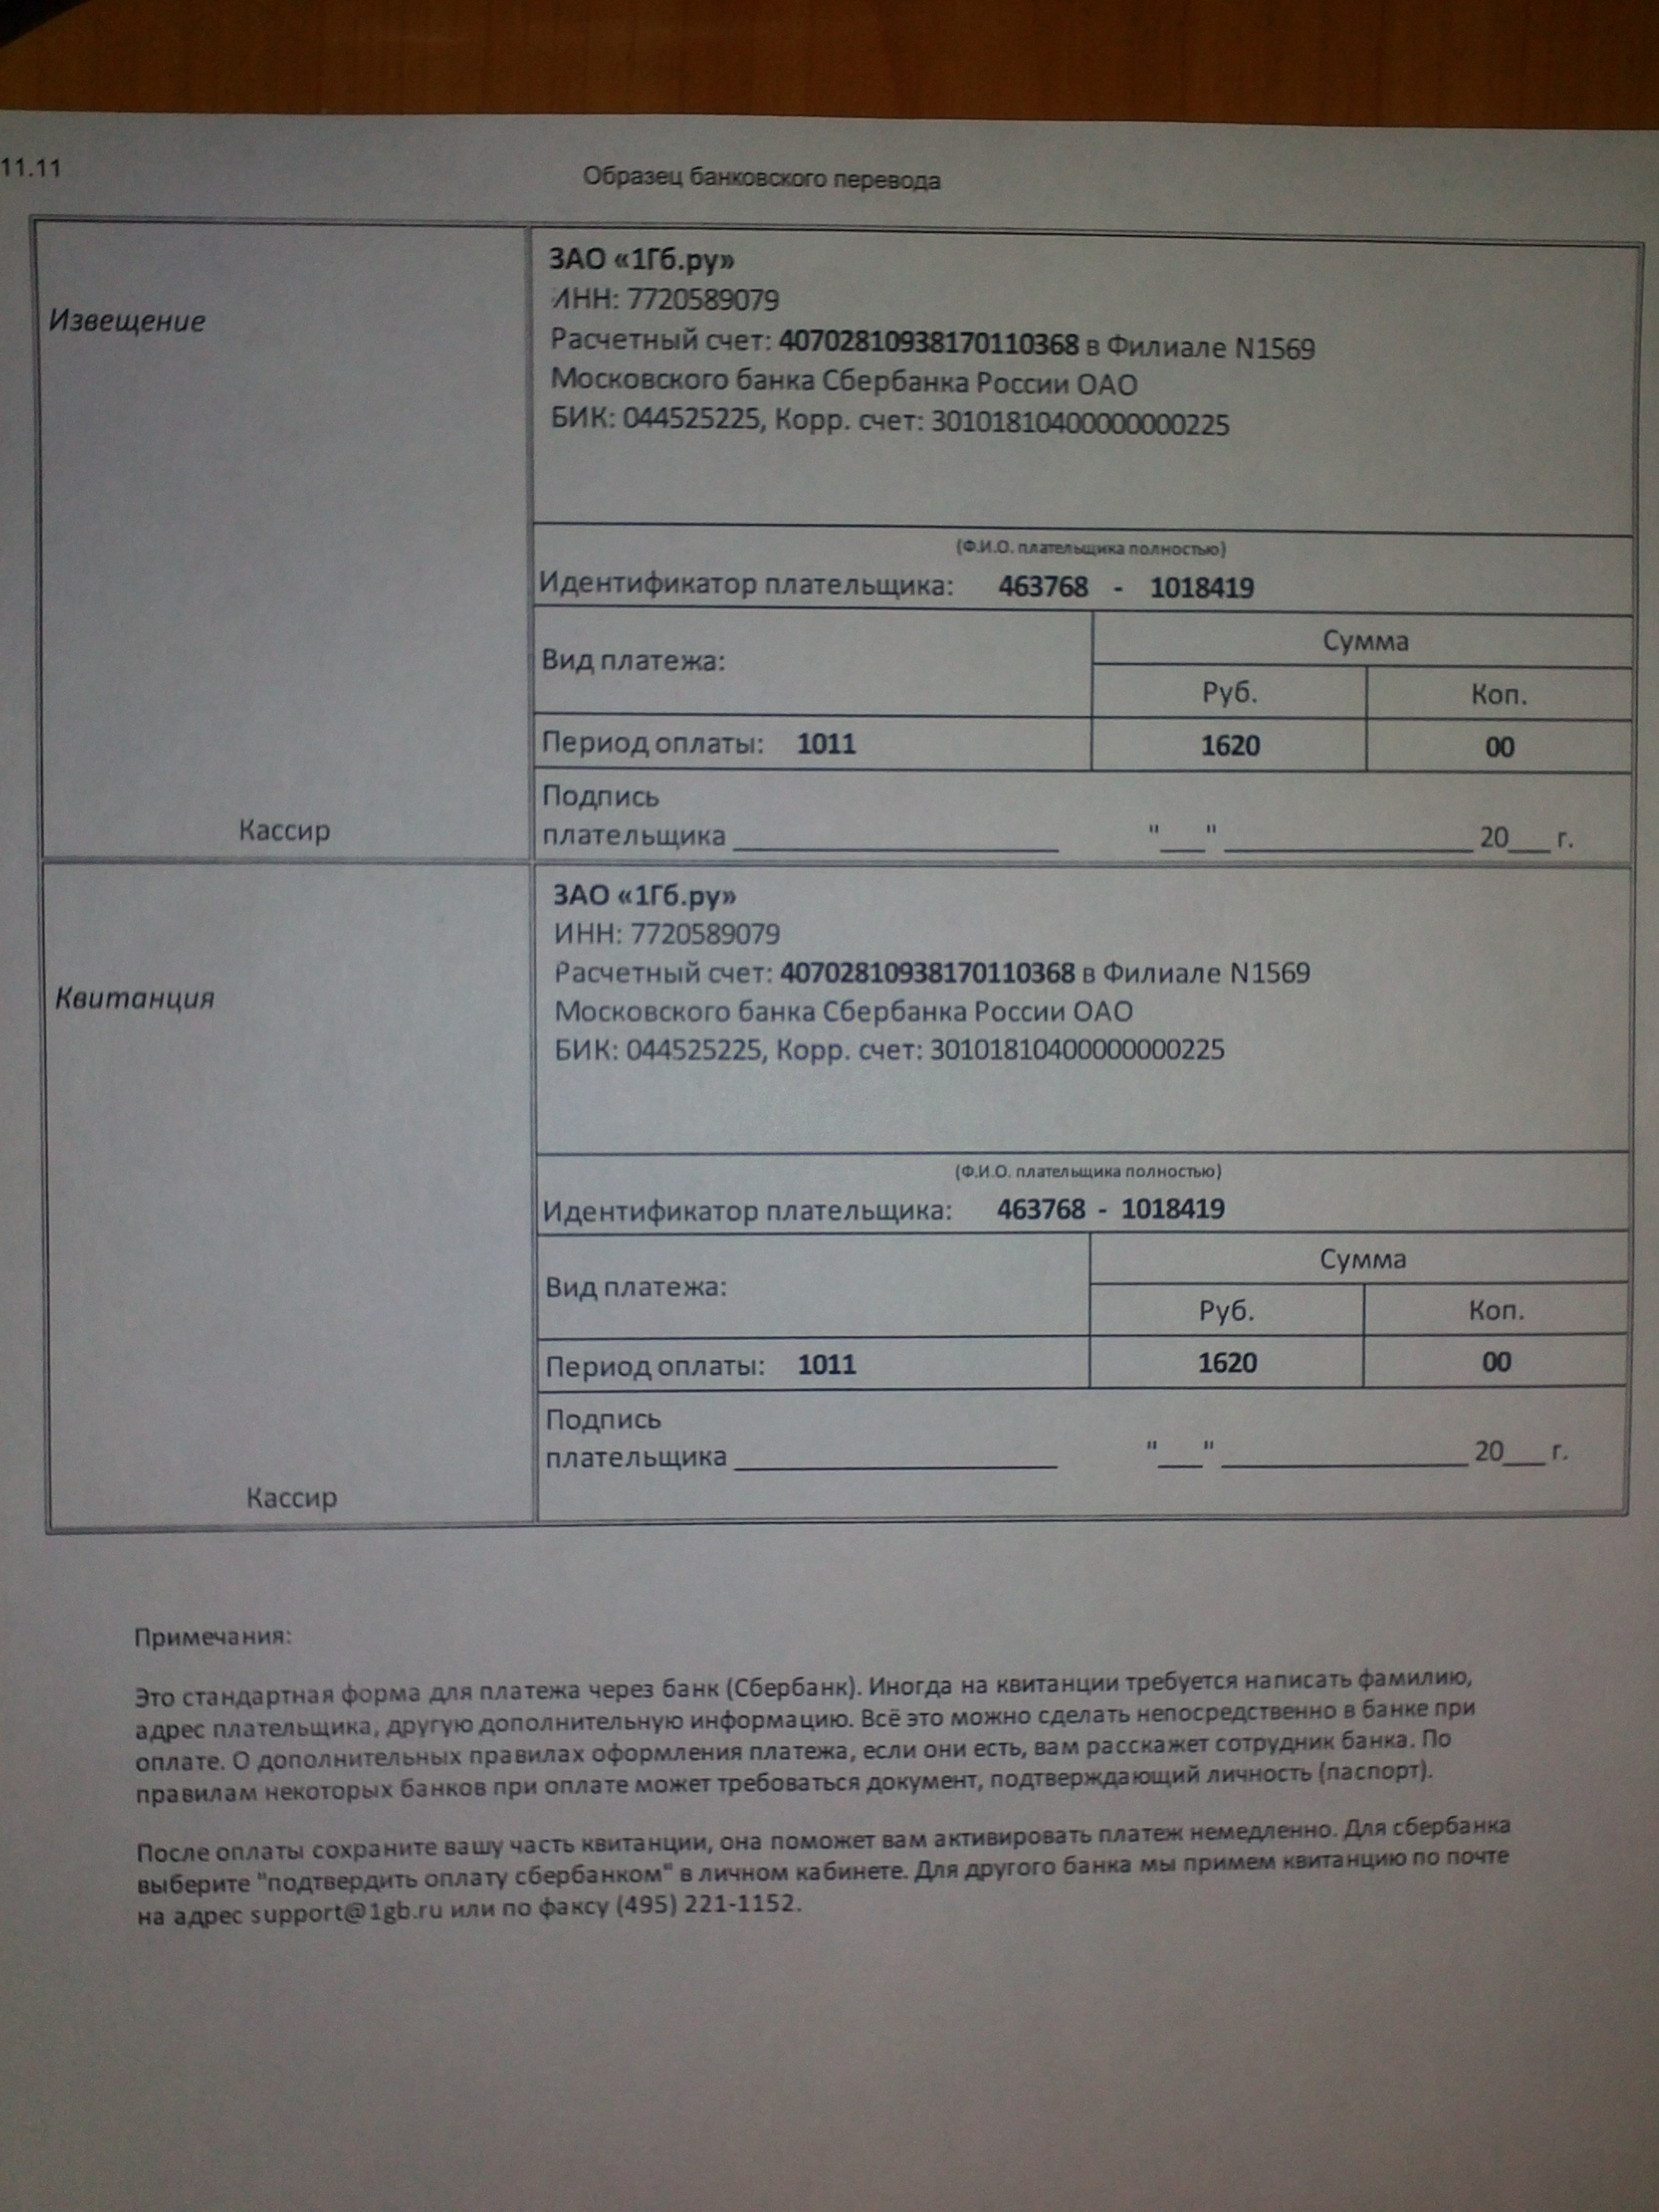 11.11
Образец банковского перевода
Извещение
Кассир
ЗАО «1Гб.ру»
ИНН: 7720589079
Расчетный счет: 40702810938170110368 в Филиале N1569
Московского банка Сбербанка России ОАО
БИК: 044525225, Корр. счет: 30101810400000000225
(Ф.И.О. плательщика полностью)
Идентификатор плательщика: 463768 - 1018419
Вид платежа:
Сумма
Руб. Коп.
Период оплаты: 1011 1620 00
Подпись
плательщика ____________________ "___" ________________ 20___ г.
Квитанция
Кассир
ЗАО «1Гб.ру»
ИНН: 7720589079
Расчетный счет: 40702810938170110368 в Филиале N1569
Московского банка Сбербанка России ОАО
БИК: 044525225, Корр. счет: 30101810400000000225
(Ф.И.О. плательщика полностью)
Идентификатор плательщика: 463768 - 1018419
Вид платежа:
Сумма
Руб. Коп.
Период оплаты: 1011 1620 00
Подпись
плательщика ____________________ "___" ________________ 20___ г.
Примечания:
Это стандартная форма для платежа через банк (Сбербанк). Иногда на квитанции требуется написать фамилию,
адрес плательщика, другую дополнительную информацию. Всё это можно сделать непосредственно в банке при
оплате. О дополнительных правилах оформления платежа, если они есть, вам расскажет сотрудник банка. По
правилам некоторых банков при оплате может требоваться документ, подтверждающий личность (паспорт).
После оплаты сохраните вашу часть квитанции, она поможет вам активировать платеж немедленно. Для сбербанка
выберите "подтвердить оплату сбербанком" в личном кабинете. Для другого банка мы примем квитанцию по почте
на адрес support@1gb.ru или по факсу (495) 221-1152.